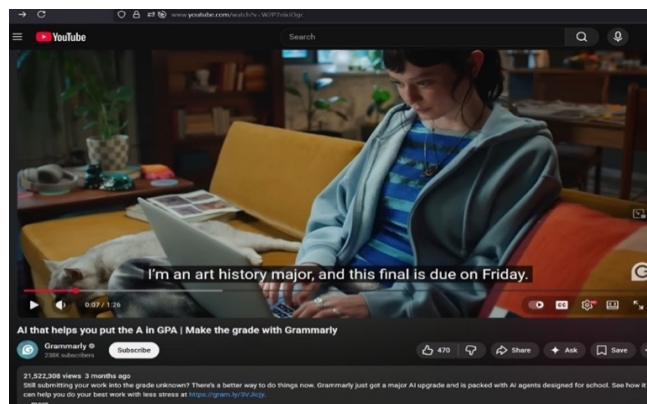 YouTube
Search
I'm an art history major, and this final is due on Friday.
0:07 / 1:26
CC
AI that helps you put the A in GPA | Make the grade with Grammarly
Grammarly
238K subscribers
Subscribe
470
Share
Ask
Save
21,522,308 views 3 months ago
Still submitting your work into the grade unknown? There's a better way to do things now. Grammarly just got a major AI upgrade and is packed with AI agents designed for school. See how it
can help you do your best work with less stress at